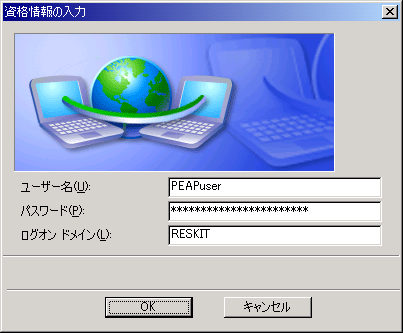 資格情報の入力
ユーザー名(U): PEAPuser
パスワード(P): ***********************
ログオン ドメイン(L): RESKIT
OK キャンセル